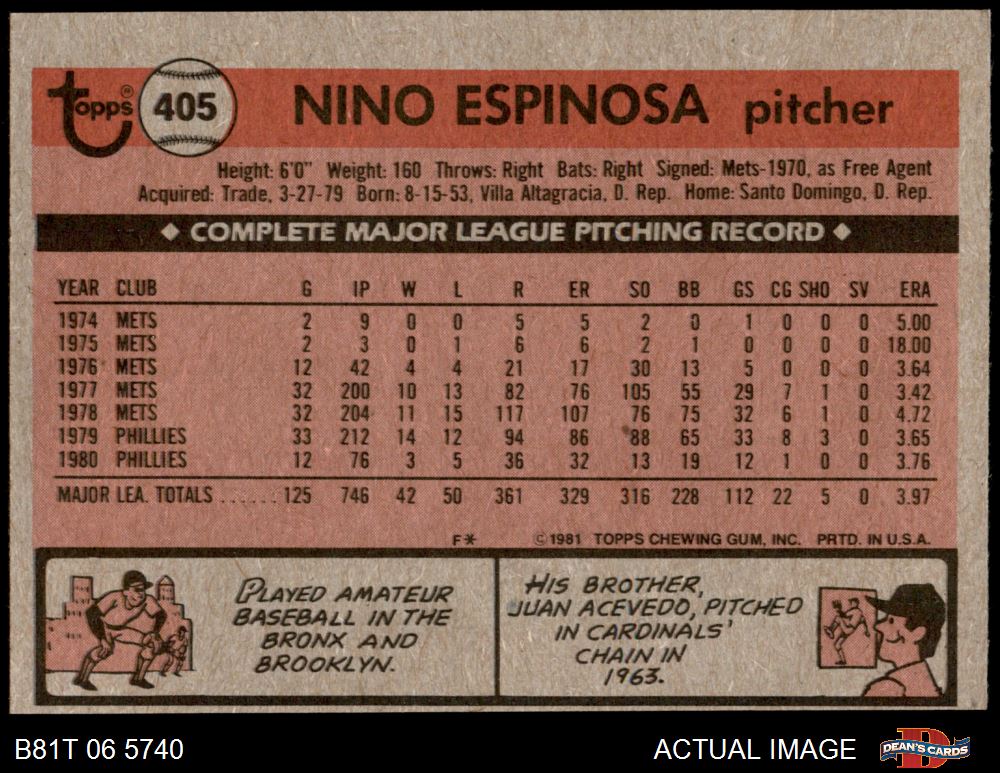 topps® 405 NINO ESPINOSA pitcher
Height: 6'0" Weight: 160 Throws: Right Bats: Right Signed: Mets-1970, as Free Agent
Acquired: Trade, 3-27-79 Born: 8-15-53, Villa Altagracia, D. Rep. Home: Santo Domingo, D. Rep.
◆ COMPLETE MAJOR LEAGUE PITCHING RECORD ◆
YEAR CLUB G IP W L R ER SO BB GS CG SHO SV ERA
1974 METS 2 9 0 0 5 5 2 0 1 0 0 0 5.00
1975 METS 2 3 0 1 6 6 2 1 0 0 0 0 18.00
1976 METS 12 42 4 4 21 17 30 13 5 0 0 0 3.64
1977 METS 32 200 10 13 82 76 105 55 29 7 1 0 3.42
1978 METS 32 204 11 15 117 107 76 75 32 6 1 0 4.72
1979 PHILLIES 33 212 14 12 94 86 88 65 33 8 3 0 3.65
1980 PHILLIES 12 76 3 5 36 32 13 19 12 1 0 0 3.76
MAJOR LEA. TOTALS ...... 125 746 42 50 361 329 316 228 112 22 5 0 3.97
F* ©1981 TOPPS CHEWING GUM, INC. PRTD. IN U.S.A.
PLAYED AMATEUR
BASEBALL IN THE
BRONX AND
BROOKLYN.
HIS BROTHER,
JUAN ACEVEDO, PITCHED
IN CARDINALS'
CHAIN IN
1963.
B81T 06 5740 ACTUAL IMAGE DEAN'S CARDS